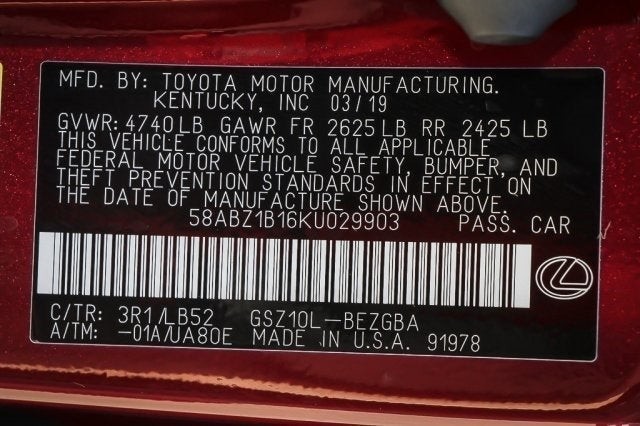 MFD. BY: TOYOTA MOTOR MANUFACTURING.
KENTUCKY, INC 03/19
GVWR: 4740LB GAWR FR 2625LB RR 2425 LB
THIS VEHICLE CONFORMS TO ALL APPLICABLE
FEDERAL MOTOR VEHICLE SAFETY, BUMPER, AND
THEFT PREVENTION STANDARDS IN EFFECT ON
THE DATE OF MANUFACTURE SHOWN ABOVE.
58ABZ1B16KU029903 PASS. CAR
C/TR: 3R1/LB52 GSZ10L-BEZGBA
A/TM: -01A/UA80E MADE IN U.S.A. 91978